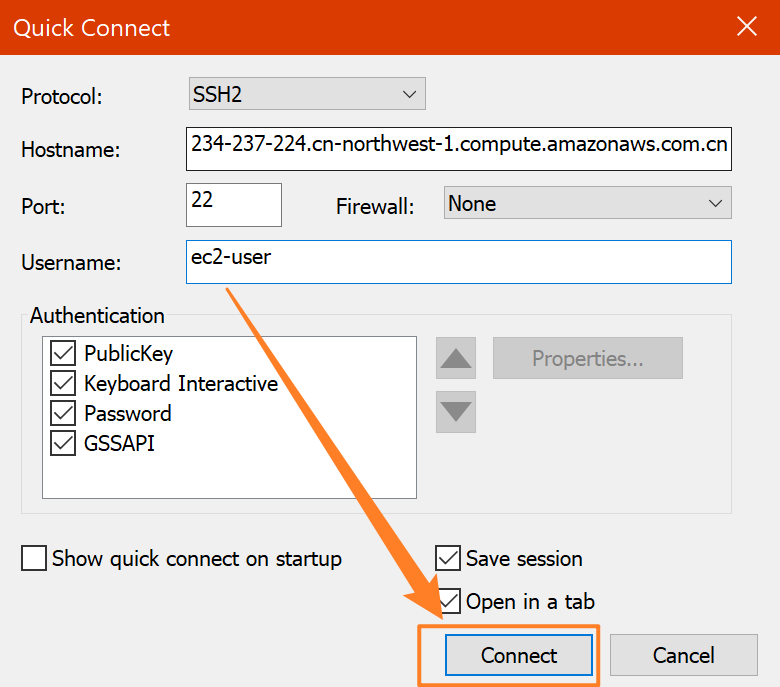 Quick Connect
Protocol: SSH2
Hostname: 234-237-224.cn-northwest-1.compute.amazonaws.com.cn
Port: 22 Firewall: None
Username: ec2-user
Authentication
PublicKey
Properties...
Keyboard Interactive
Password
GSSAPI
Show quick connect on startup Save session
Open in a tab
Connect Cancel